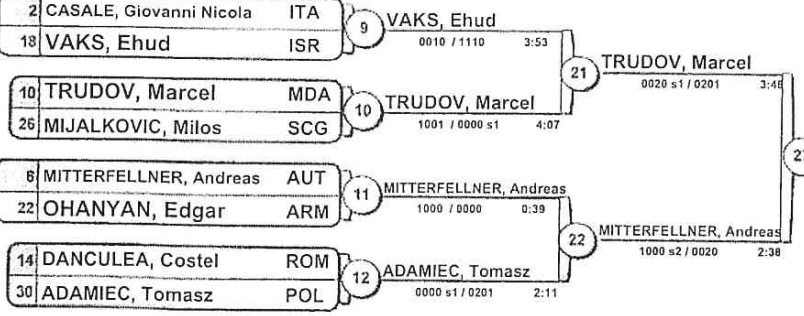 2 CASALE, Giovanni Nicola ITA
18 VAKS, Ehud ISR
9 VAKS, Ehud
0010 / 1110 3:53
10 TRUDOV, Marcel MDA
26 MIJALKOVIC, Milos SCG
10 TRUDOV, Marcel
1001 / 0000 s1 4:07
21 TRUDOV, Marcel
0020 s1 / 0201
6 MITTERFELLNER, Andreas AUT
22 OHANYAN, Edgar ARM
11 MITTERFELLNER, Andreas
1000 / 0000 0:39
14 DANCULEA, Costel ROM
30 ADAMIEC, Tomasz POL
12 ADAMIEC, Tomasz
0000 s1 / 0201 2:11
22 MITTERFELLNER, Andreas
1000 s2 / 0020 2:38